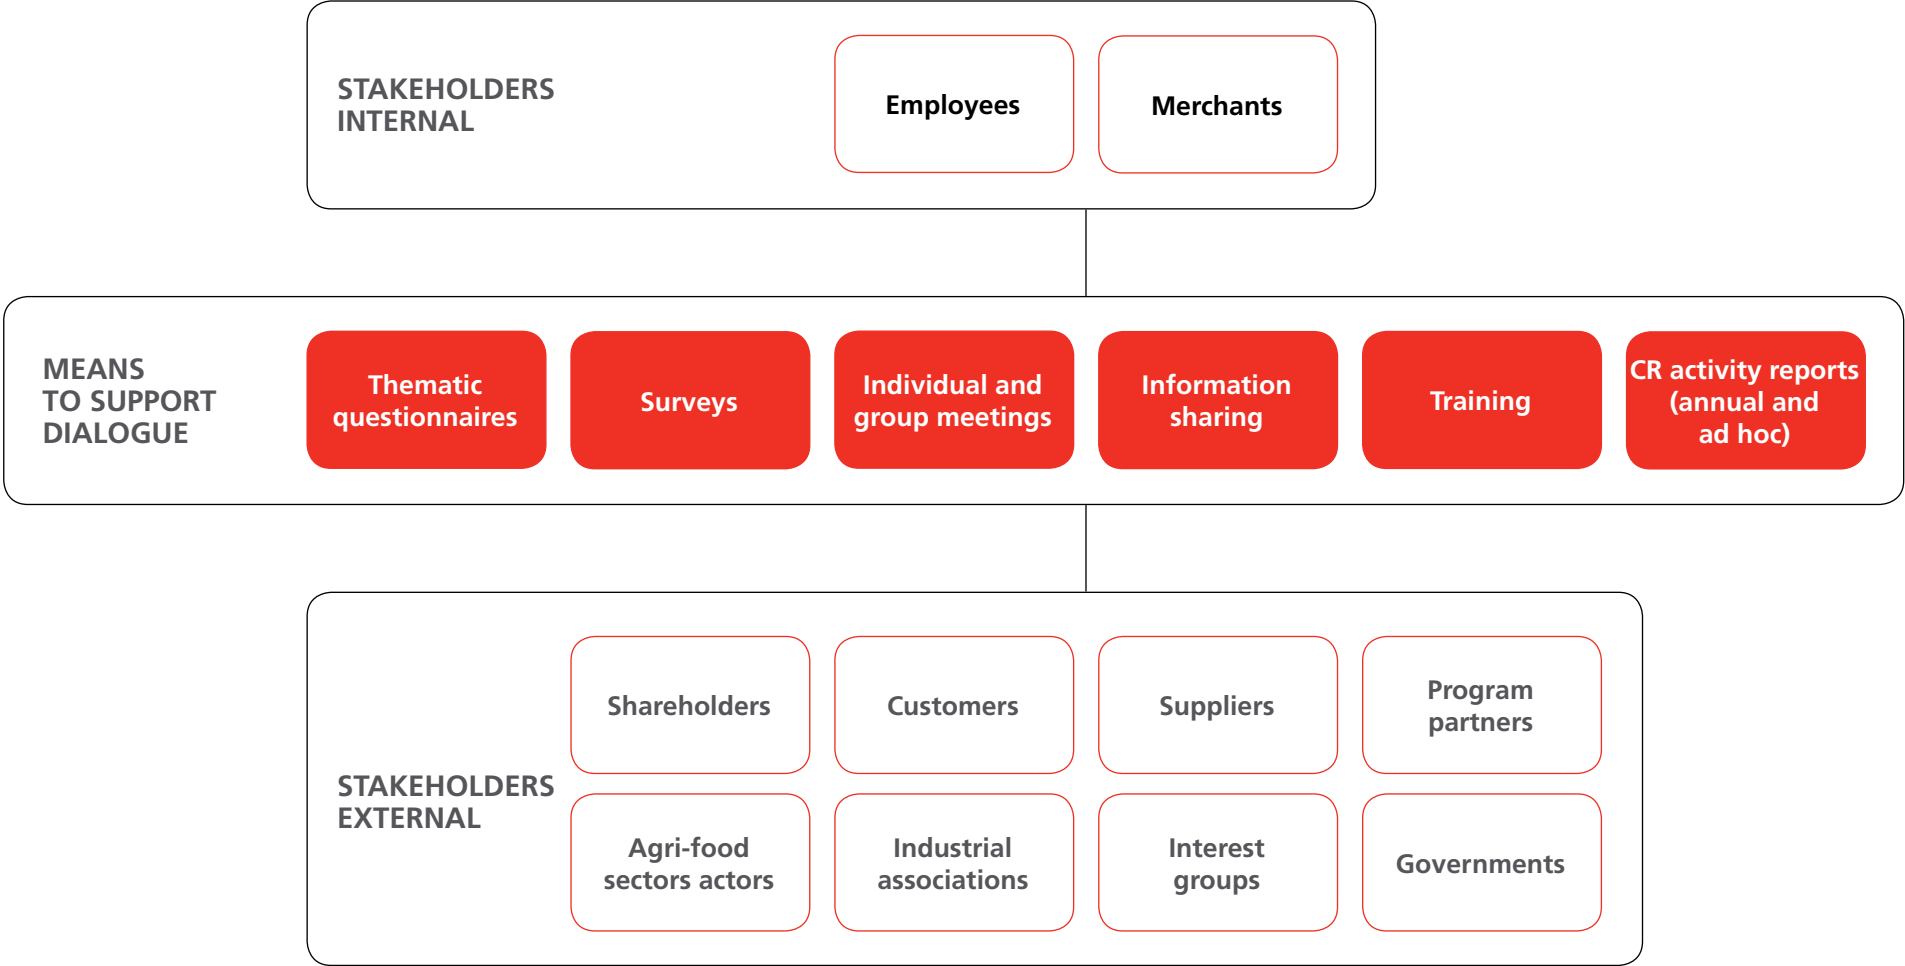 STAKEHOLDERS
INTERNAL
Employees
Merchants
MEANS
TO SUPPORT
DIALOGUE
Thematic
questionnaires
Surveys
Individual and
group meetings
Information
sharing
Training
CR activity reports
(annual and
ad hoc)
STAKEHOLDERS
EXTERNAL
Shareholders
Customers
Suppliers
Program
partners
Agri-food
sectors actors
Industrial
associations
Interest
groups
Governments